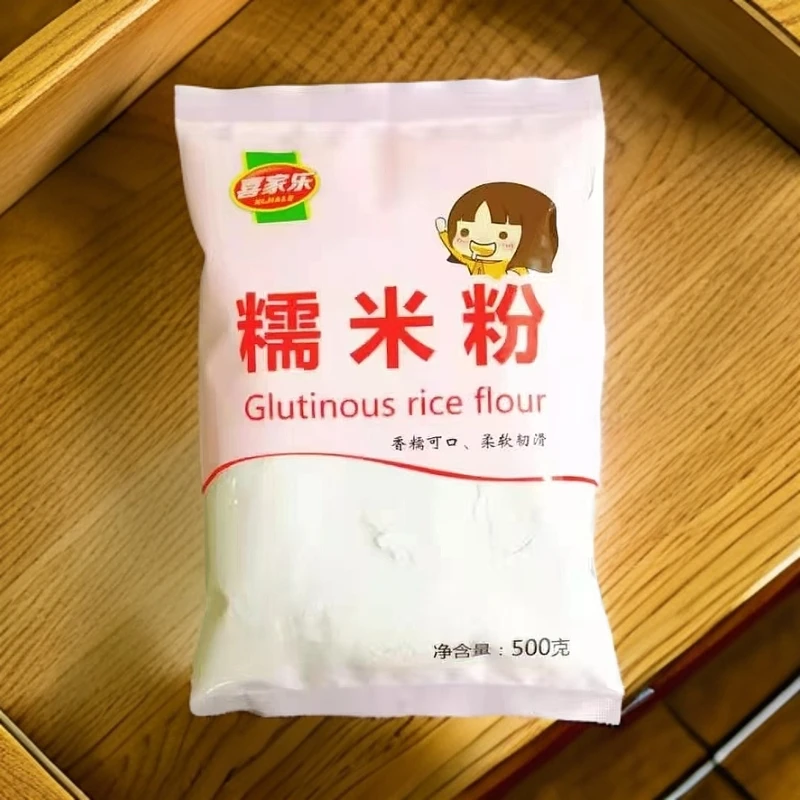 喜家乐
XIJIALE
糯米粉
Glutinous rice flour
香糯可口、柔软韧滑
净含量：500克